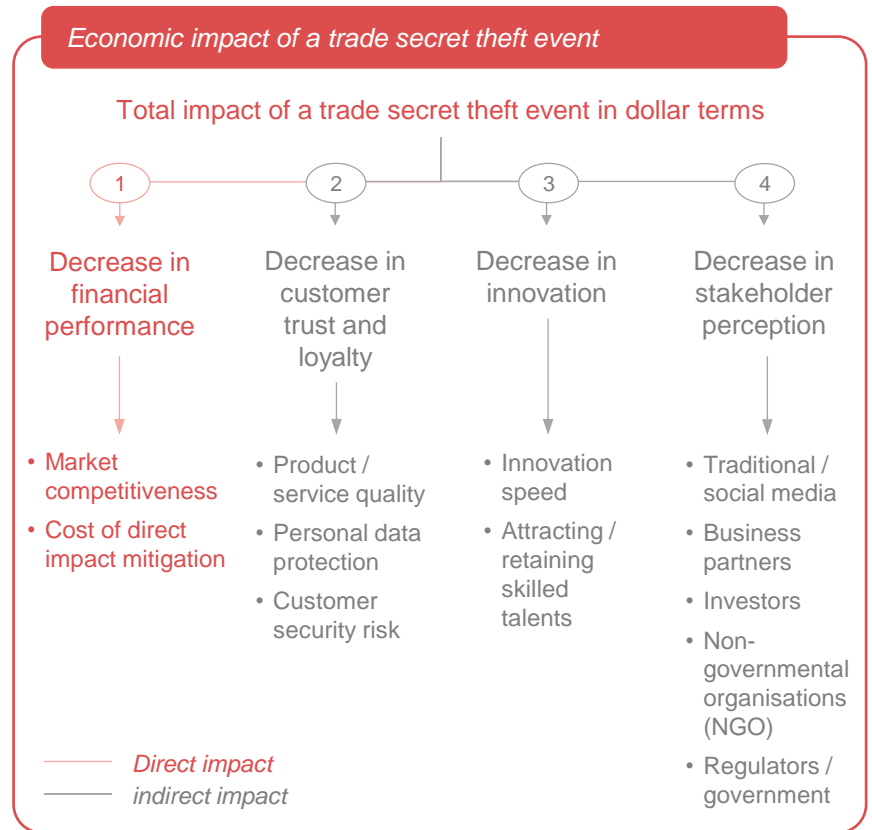 Economic impact of a trade secret theft event
Total impact of a trade secret theft event in dollar terms
1
2
3
4
Decrease in
financial
performance
Decrease in
customer
trust and
loyalty
Decrease in
innovation
Decrease in
stakeholder
perception
• Market
competitiveness
• Cost of direct
impact mitigation
• Product /
service quality
• Personal data
protection
• Customer
security risk
• Innovation
speed
• Attracting /
retaining
skilled
talents
• Traditional /
social media
• Business
partners
• Investors
• Non-
governmental
organisations
(NGO)
• Regulators /
government
Direct impact
indirect impact